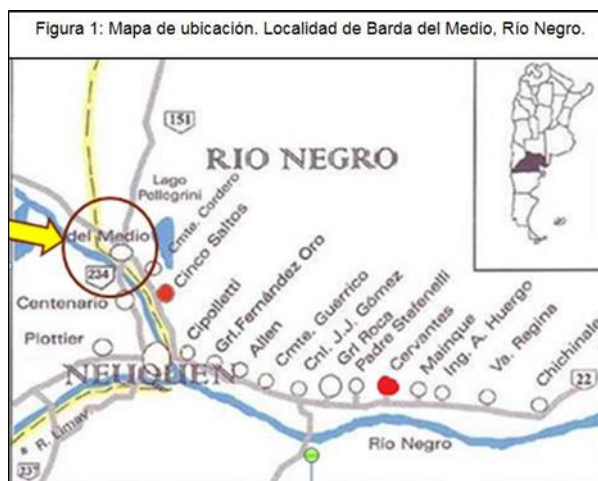 Figura 1: Mapa de ubicación. Localidad de Barda del Medio, Río Negro.
151
RIO NEGRO
Lago
Pellegrini
Cmte. Cordero
Cinco Saltos
del Medio
234
Centenario
Plottier
NEUQUEN
Cipolletti
Grl.Fernández Oro
Allen
Cmte. Guerrico
Cnl. J.J. Gómez
Grl Roca
Padre Stefenelli
Cervantes
Mainque
Ing. A. Huergo
Va. Regina
Chichinale
22
R. Limay
Río Negro
237